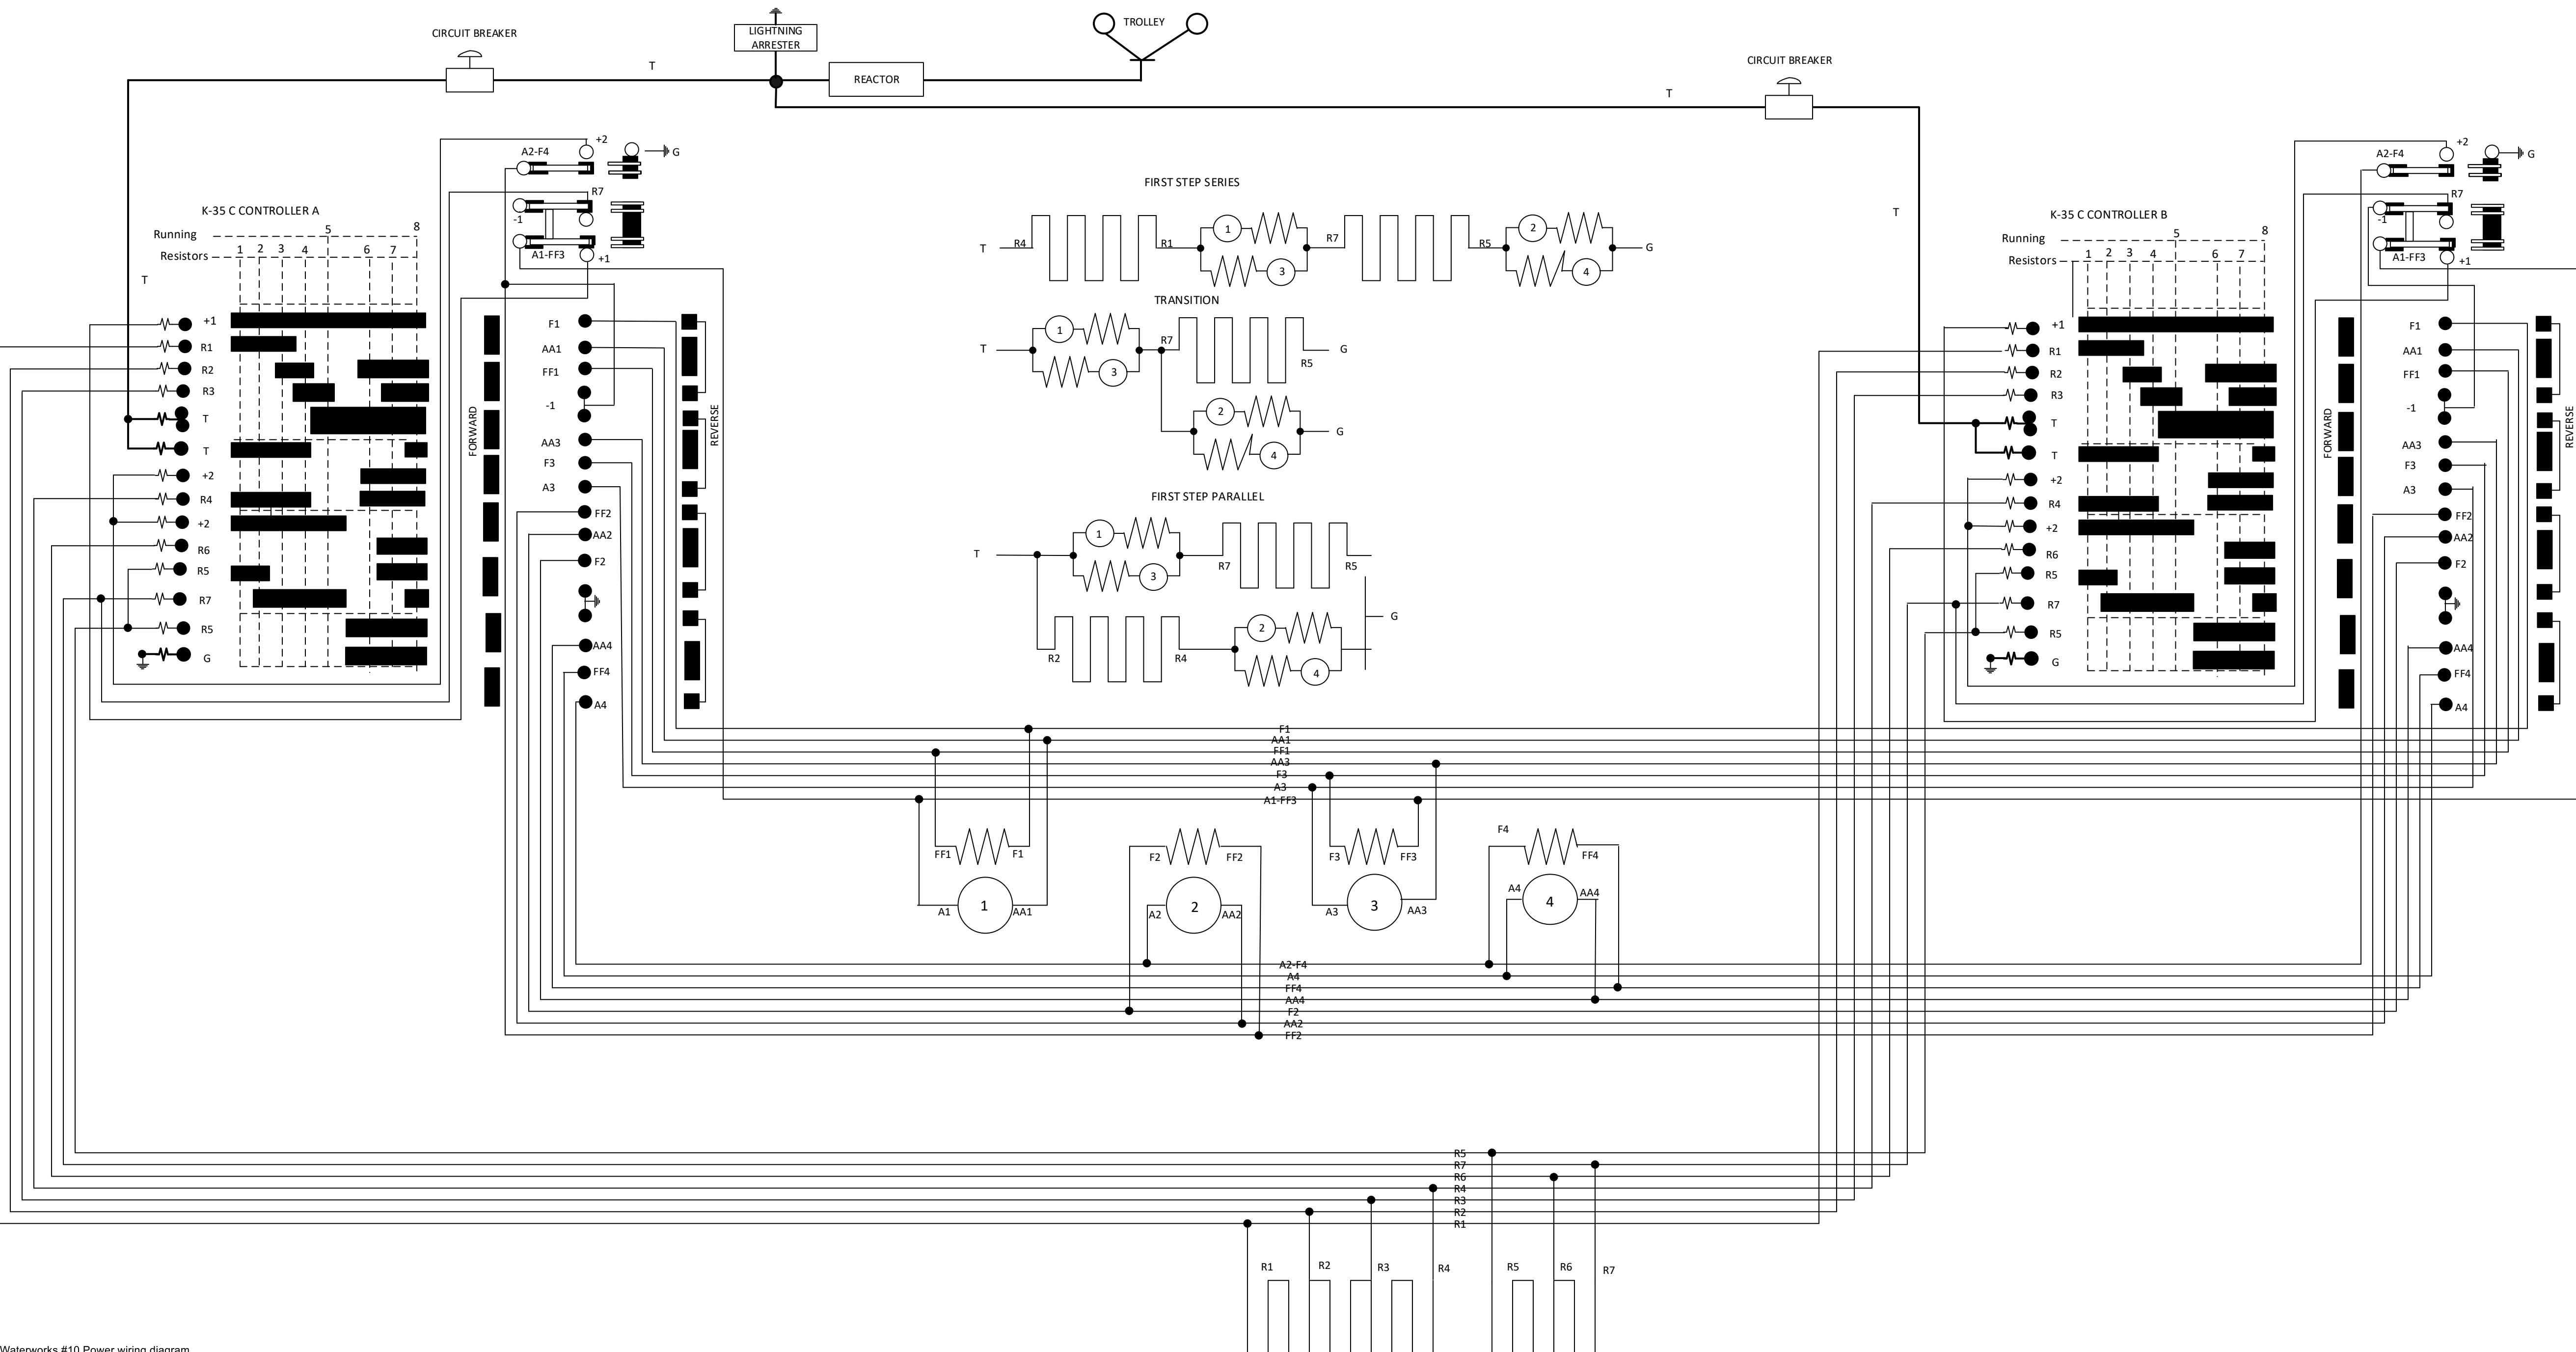 CIRCUIT BREAKER
T
LIGHTNING
ARRESTER
REACTOR
TROLLEY
CIRCUIT BREAKER
T
T
K-35 C CONTROLLER A
Running
Resistors
1 2 3 4 5 6 7 8
T
+1
R1
R2
R3
T
T
+2
R4
+2
R6
R5
R7
R5
G
A2-F4
+2
G
R7
-1
A1-FF3
+1
FORWARD
F1
AA1
FF1
-1
AA3
F3
A3
FF2
AA2
F2
AA4
FF4
A4
REVERSE
FIRST STEP SERIES
T R4 R1 1 3 R7 R5 2 4 G
TRANSITION
T 1 3 R7 R5 G
2 4 G
FIRST STEP PARALLEL
T 1 3 R7 R5
R2 R4 2 4 G
K-35 C CONTROLLER B
Running
Resistors
1 2 3 4 5 6 7 8
+1
R1
R2
R3
T
T
+2
R4
+2
R6
R5
R7
R5
G
A2-F4
+2
G
R7
-1
A1-FF3
+1
FORWARD
F1
AA1
FF1
-1
AA3
F3
A3
FF2
AA2
F2
AA4
FF4
A4
REVERSE
F1
AA1
FF1
AA3
F3
A3
A1-FF3
FF1 F1
A1 1 AA1
F2 FF2
A2 2 AA2
F3 FF3
A3 3 AA3
F4 FF4
A4 4 AA4
A2-F4
A4
FF4
AA4
F2
AA2
FF2
R5
R7
R6
R4
R3
R2
R1
R1 R2 R3 R4 R5 R6 R7
Waterworks #10 Power wiring diagram